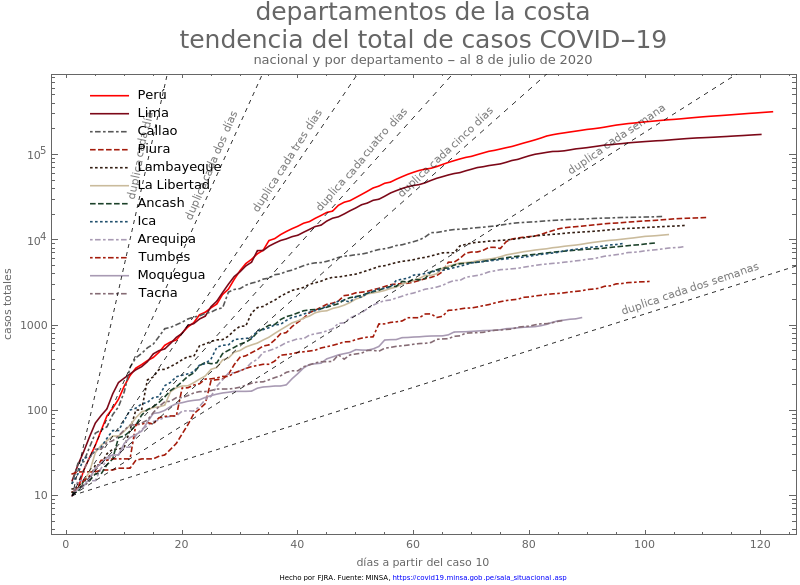 departamentos de la costa
tendencia del total de casos COVID−19
nacional y por departamento − al 8 de julio de 2020
Perú
Lima
Callao
Piura
Lambayeque
La Libertad
Ancash
Ica
Arequipa
Tumbes
Moquegua
Tacna
duplica cada día
duplica cada dos días
duplica cada tres días
duplica cada cuatro días
duplica cada cinco días
duplica cada semana
duplica cada dos semanas
casos totales
10^5
10^4
1000
100
10
0 20 40 60 80 100 120
días a partir del caso 10
Hecho por FJRA. Fuente: MINSA, https://covid19.minsa.gob.pe/sala_situacional.asp